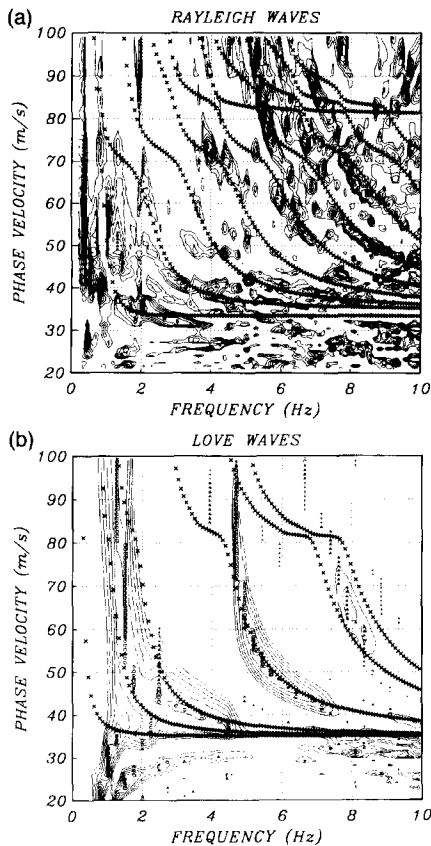 (a)
RAYLEIGH WAVES
100
90
80
70
60
50
40
30
20
PHASE VELOCITY (m/s)
0 2 4 6 8 10
FREQUENCY (Hz)
(b)
LOVE WAVES
100
90
80
70
60
50
40
30
20
PHASE VELOCITY (m/s)
0 2 4 6 8 10
FREQUENCY (Hz)